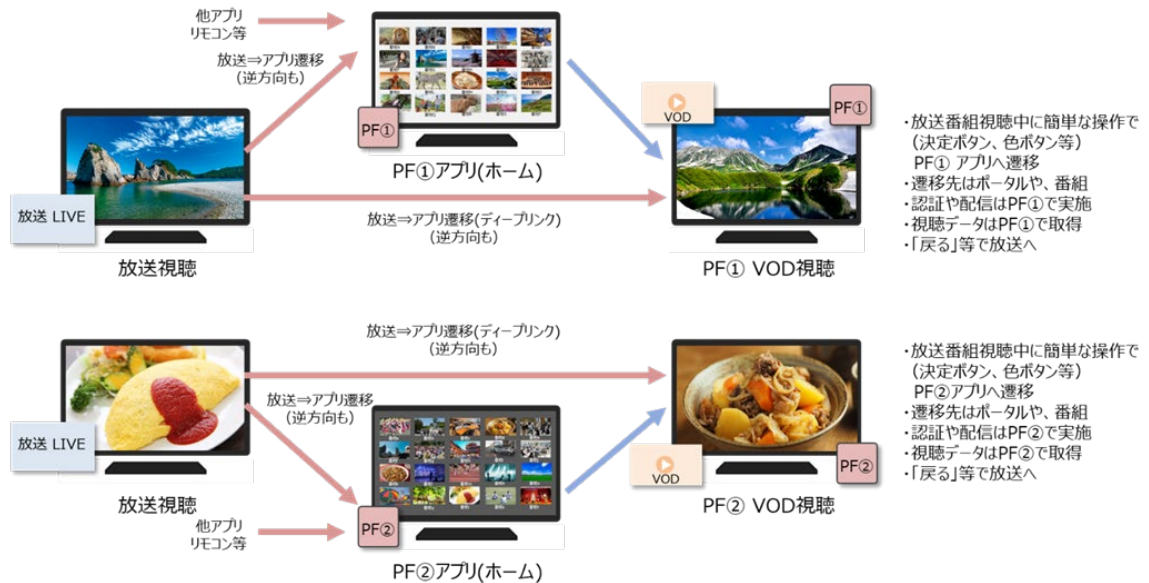 他アプリ
リモコン等
放送⇒アプリ遷移
(逆方向も)
PF①
PF①アプリ(ホーム)
放送 LIVE
放送視聴
放送⇒アプリ遷移(ディープリンク)
(逆方向も)
VOD
PF①
PF① VOD視聴
・放送番組視聴中に簡単な操作で
（決定ボタン、色ボタン等）
PF① アプリへ遷移
・遷移先はポータルや、番組
・認証や配信はPF①で実施
・視聴データはPF①で取得
・「戻る」等で放送へ
放送⇒アプリ遷移(ディープリンク)
(逆方向も)
放送 LIVE
放送視聴
放送⇒アプリ遷移
(逆方向も)
他アプリ
リモコン等
PF②
PF②アプリ(ホーム)
VOD
PF②
PF② VOD視聴
・放送番組視聴中に簡単な操作で
（決定ボタン、色ボタン等）
PF②アプリへ遷移
・遷移先はポータルや、番組
・認証や配信はPF②で実施
・視聴データはPF②で取得
・「戻る」等で放送へ